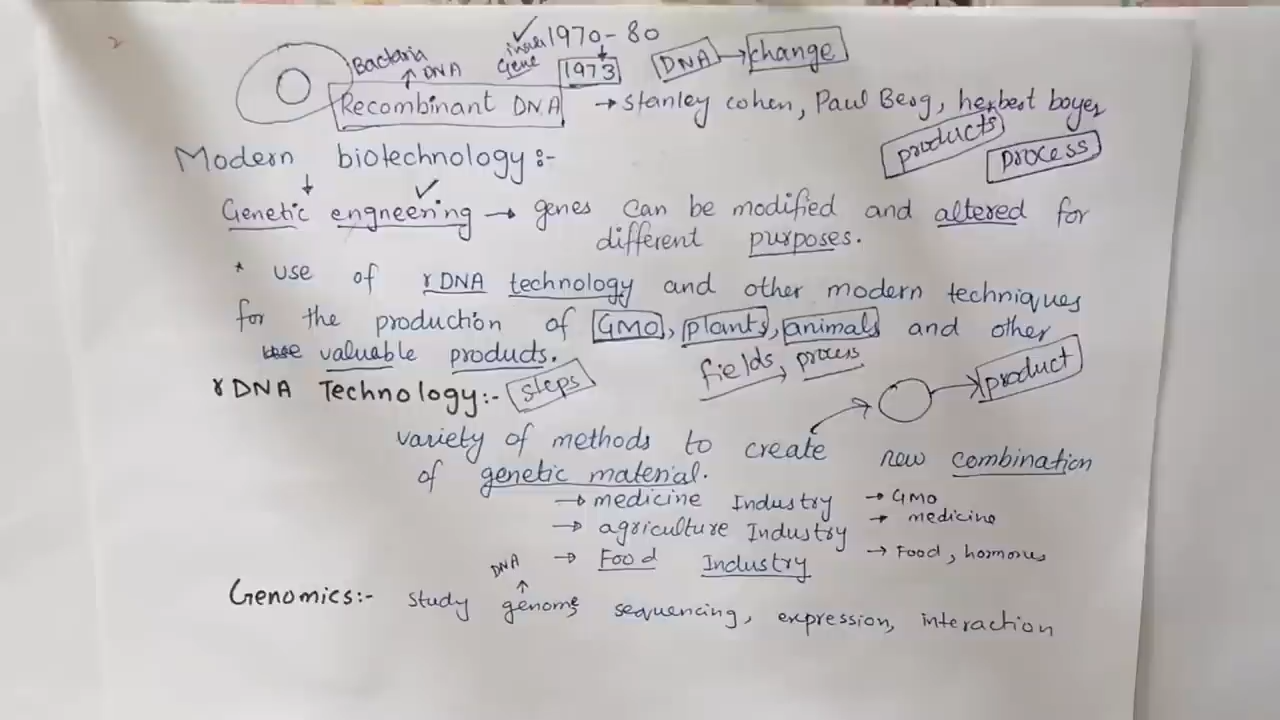 2
1970-80
Bacteria
Gene
1973
DNA → change
↑ DNA
Recombinant DNA → Stanley cohen, Paul Berg, herbest boyer
products
process
Modern biotechnology :-
Genetic engneering → genes can be modified and altered for
different purposes.
* use of rDNA technology and other modern techniques
for the production of GMO, plants, animals and other
valuable products.
fields, process
rDNA Technology:- steps
product
variety of methods to create new combination
of genetic material.
→ medicine Industry → GMO
→ agriculture Industry → medicine
→ Food Industry → Food, hormones
DNA
Genomics:- study genome sequencing, expression, interaction